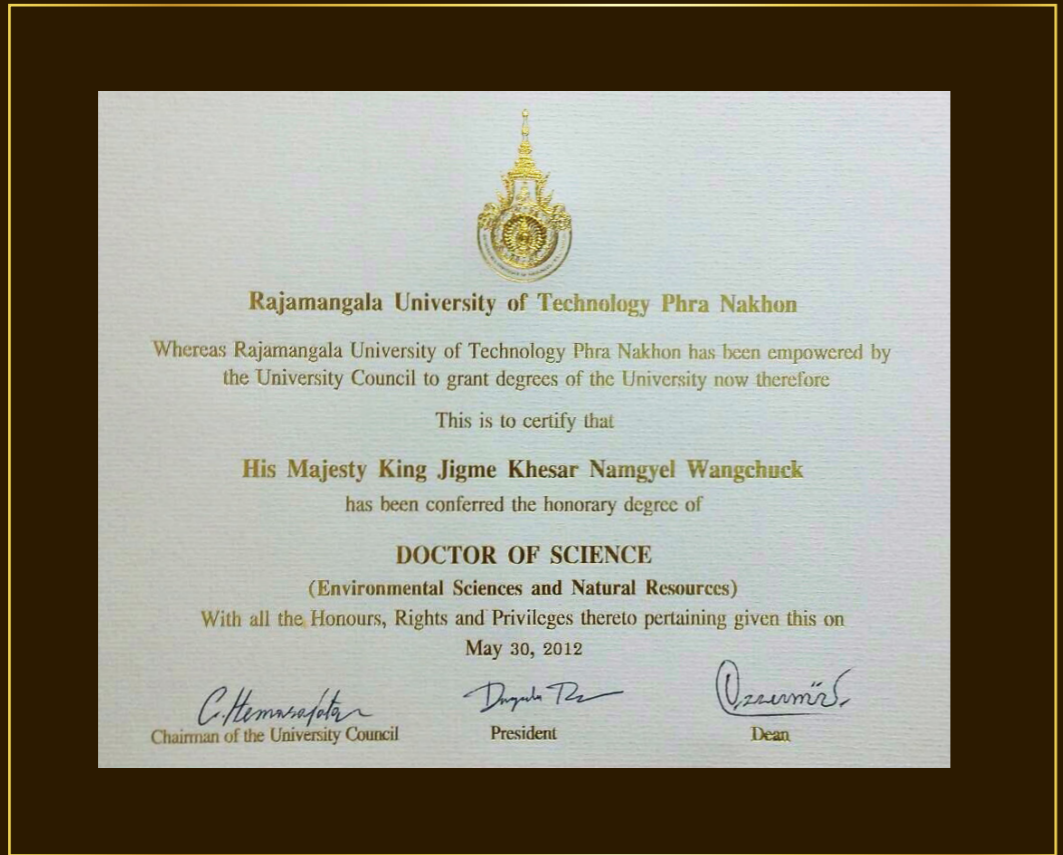 Rajamangala University of Technology Phra Nakhon
Whereas Rajamangala University of Technology Phra Nakhon has been empowered by
the University Council to grant degrees of the University now therefore
This is to certify that
His Majesty King Jigme Khesar Namgyel Wangchuck
has been conferred the honorary degree of
DOCTOR OF SCIENCE
(Environmental Sciences and Natural Resources)
With all the Honours, Rights and Privileges thereto pertaining given this on
May 30, 2012
Chairman of the University Council
President
Dean